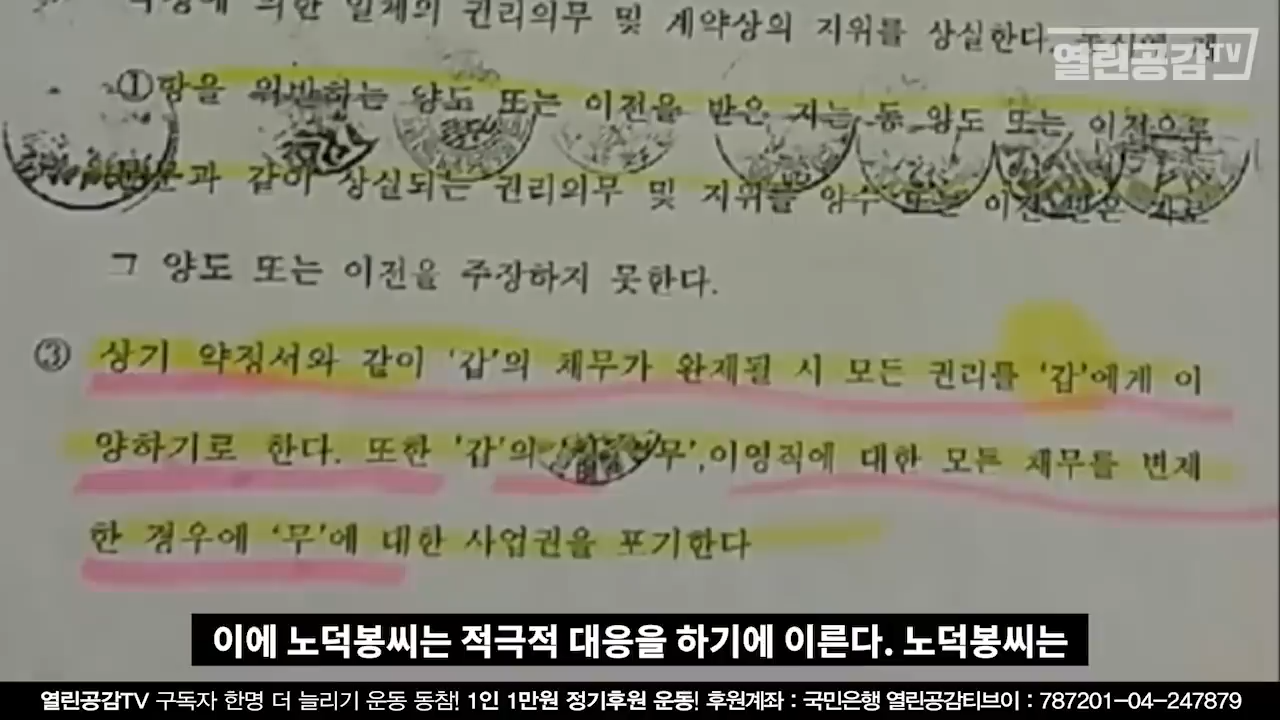 의한 일체의 권리의무 및 계약상의 지위를 상실한다.
열린공감TV
①항을 위반하는 양도 또는 이전을 받은 자는 동 양도 또는 이전으로
같이 상실되는 권리의무 및 지위를 양수 또는
그 양도 또는 이전을 주장하지 못한다.
③ 상기 약정서와 같이 '갑'의 채무가 완제될 시 모든 권리를 '갑'에게 이
양하기로 한다. 또한 '갑'의 무',이영직에 대한 모든 채무를 변제
한 경우에 '무'에 대한 사업권을 포기한다
이에 노덕봉씨는 적극적 대응을 하기에 이른다. 노덕봉씨는
열린공감TV 구독자 한명 더 늘리기 운동 동참! 1인 1만원 정기후원 운동! 후원계좌 : 국민은행 열린공감티브이 : 787201-04-247879